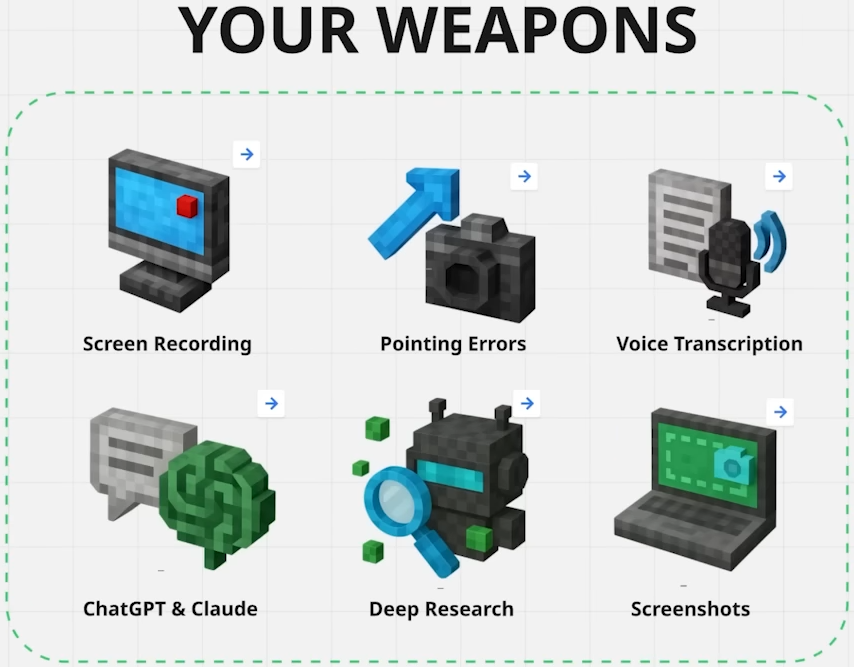 YOUR WEAPONS
Screen Recording
Pointing Errors
Voice Transcription
ChatGPT & Claude
Deep Research
Screenshots